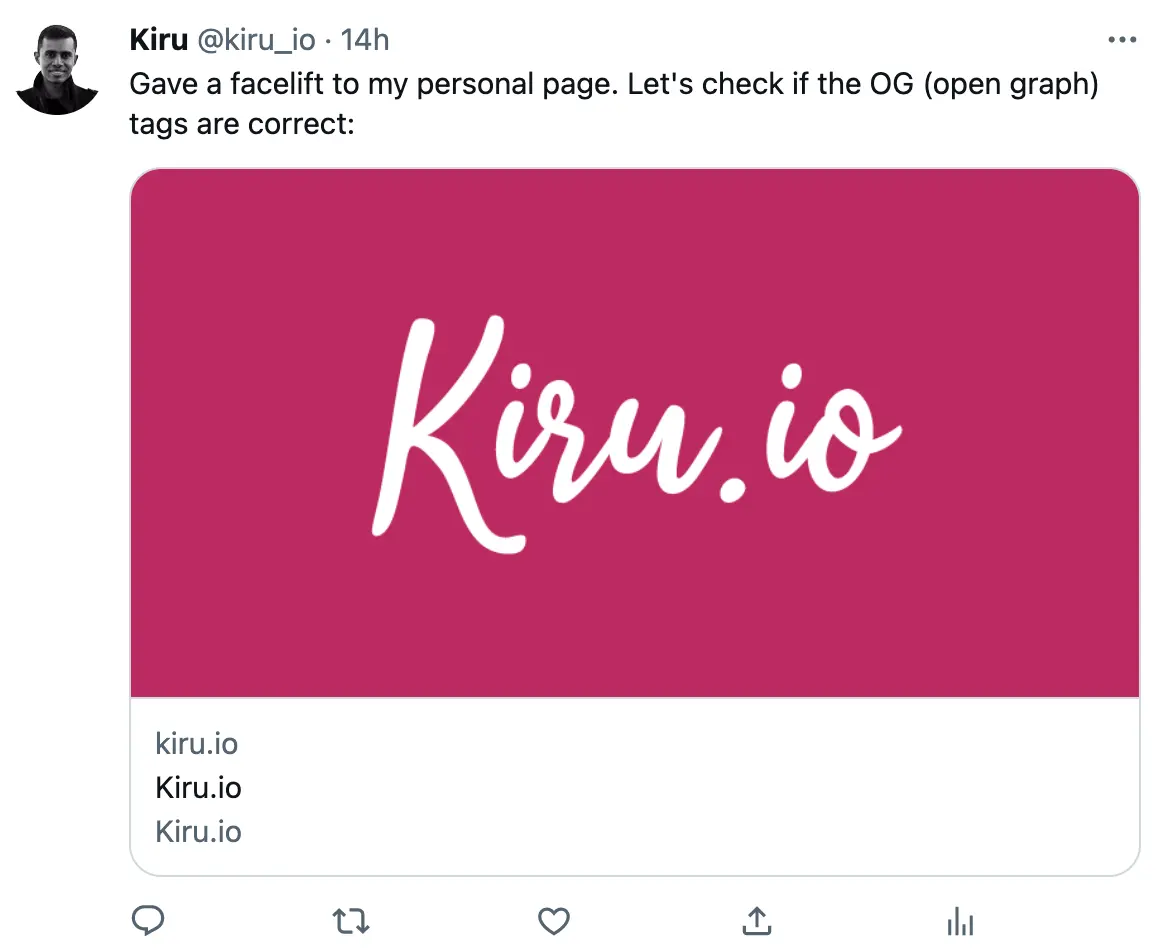 Kiru @kiru_io · 14h
Gave a facelift to my personal page. Let's check if the OG (open graph)
tags are correct:
Kiru.io
kiru.io
Kiru.io
Kiru.io